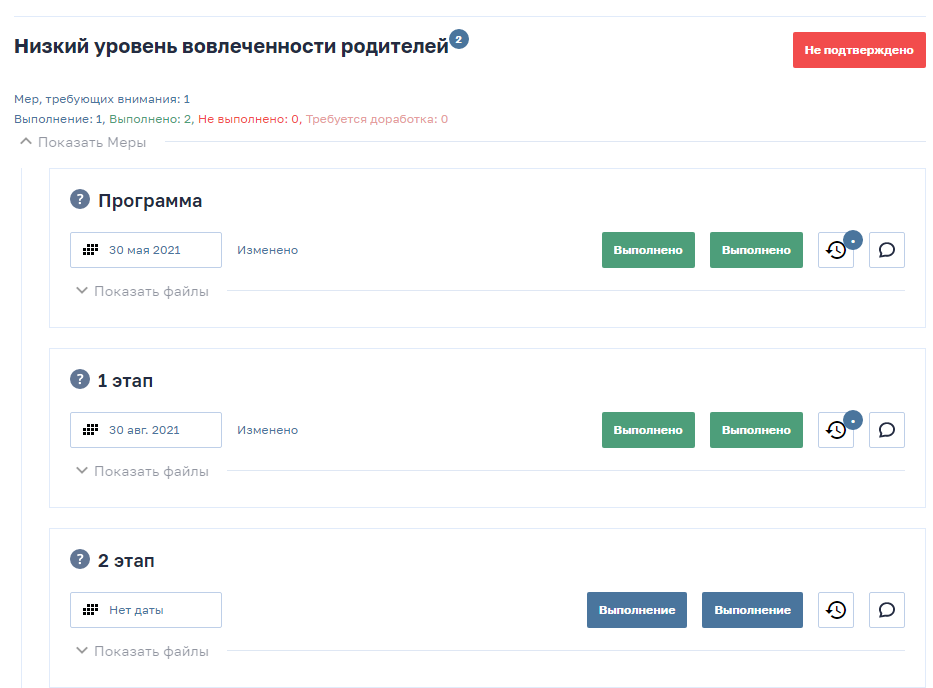 Низкий уровень вовлеченности родителей 2
Не подтверждено
Мер, требующих внимания: 1
Выполнение: 1, Выполнено: 2, Не выполнено: 0, Требуется доработка: 0
Показать Меры
? Программа
30 мая 2021 Изменено Выполнено Выполнено
Показать файлы
? 1 этап
30 авг. 2021 Изменено Выполнено Выполнено
Показать файлы
? 2 этап
Нет даты Выполнение Выполнение
Показать файлы